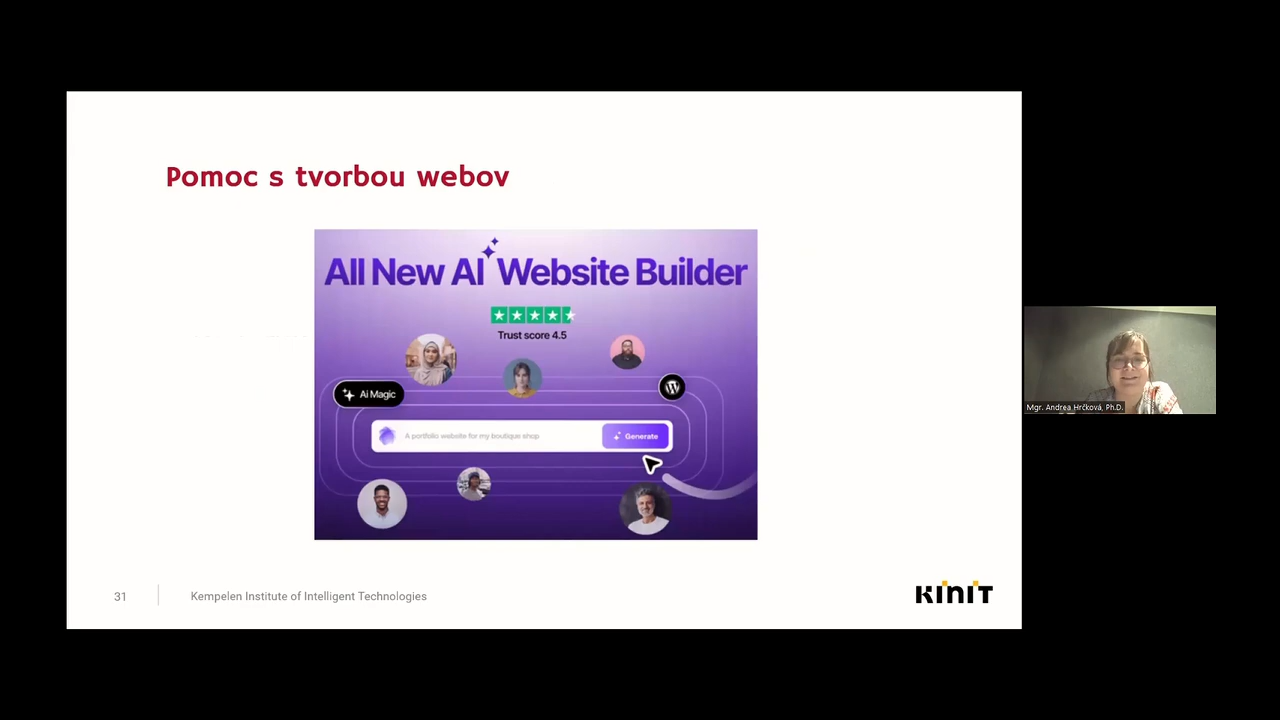 Pomoc s tvorbou webov
All New AI Website Builder
Trust score 4.5
Ai Magic
A portfolio website for my boutique shop
Generate
Mgr. Andrea Hrčková, Ph.D.
31
Kempelen Institute of Intelligent Technologies
KINIT